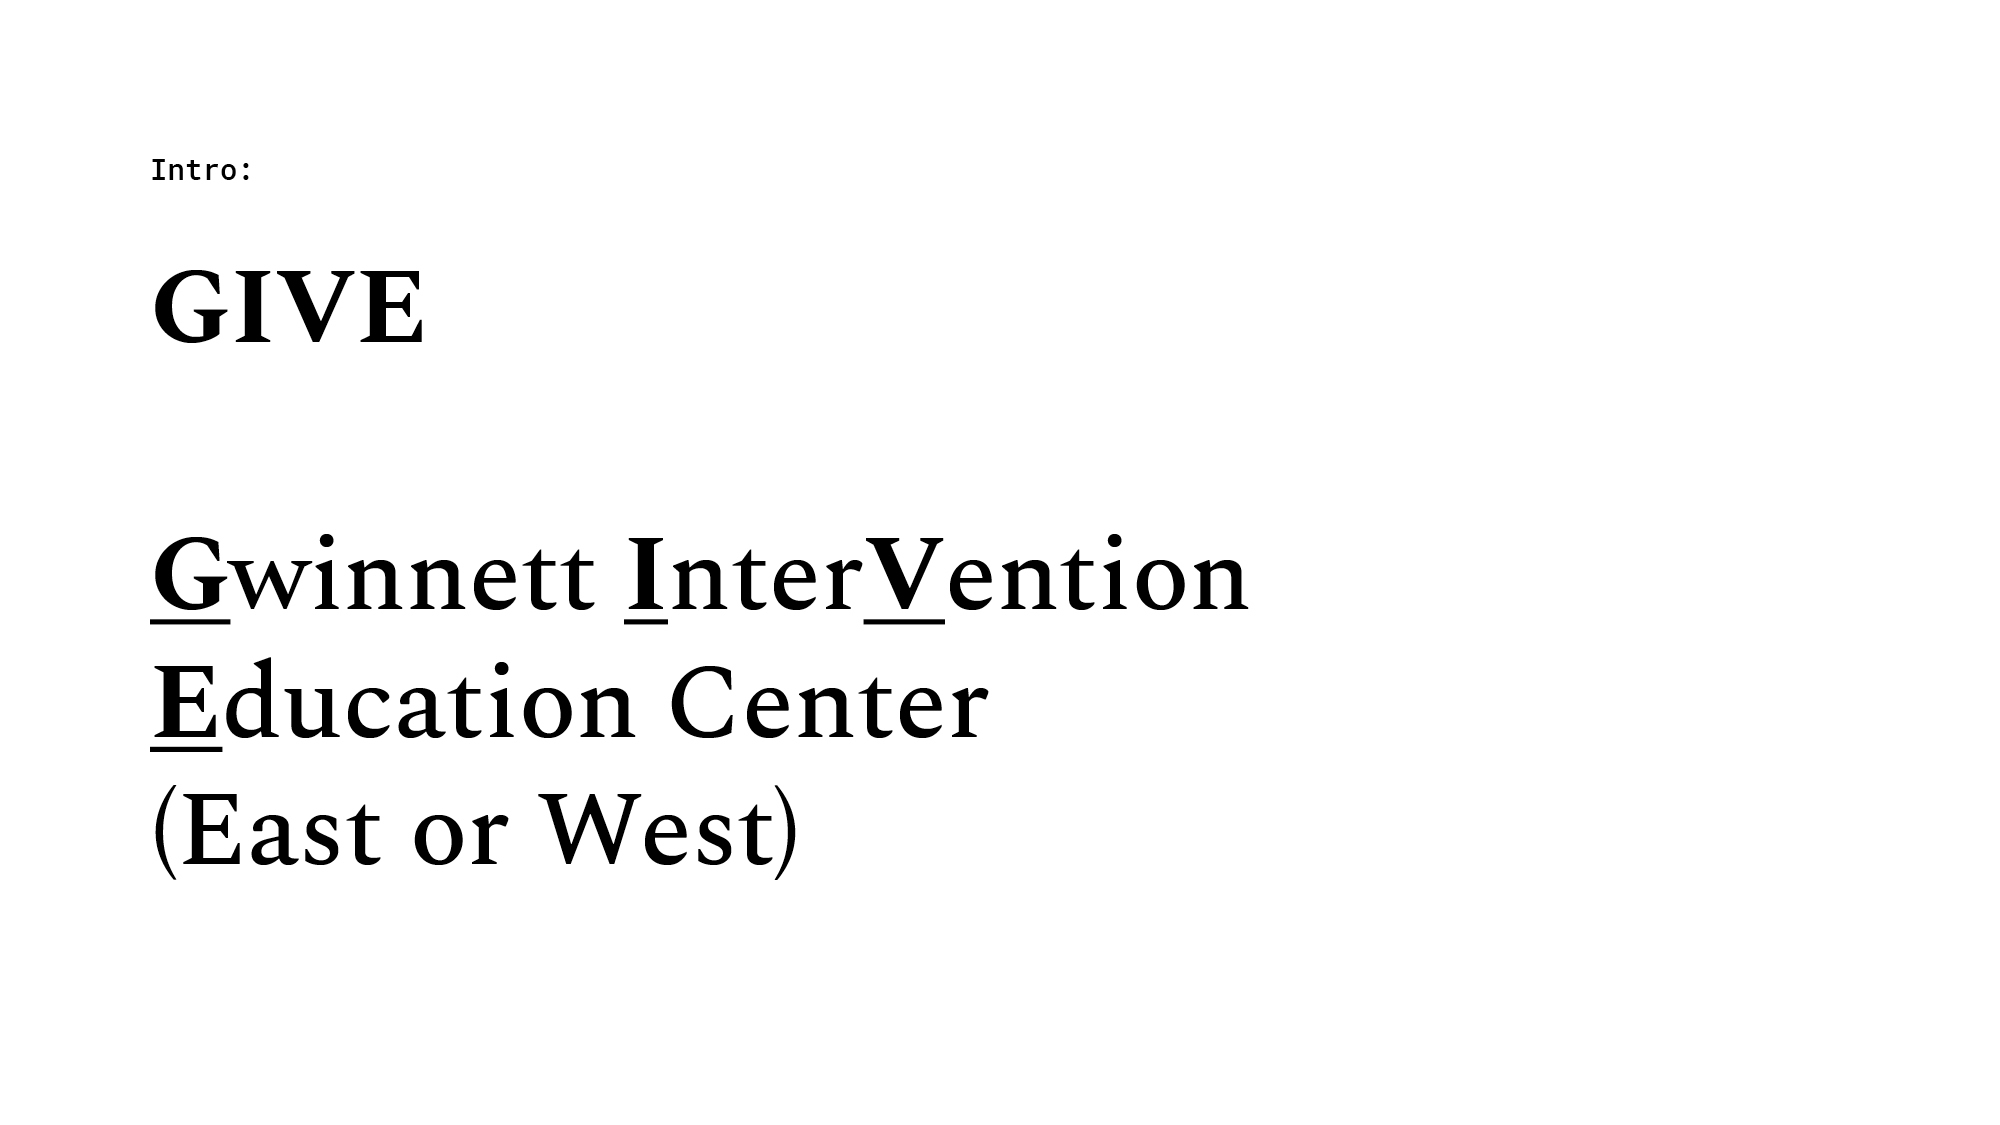 Intro:
GIVE
Gwinnett InterVention
Education Center
(East or West)